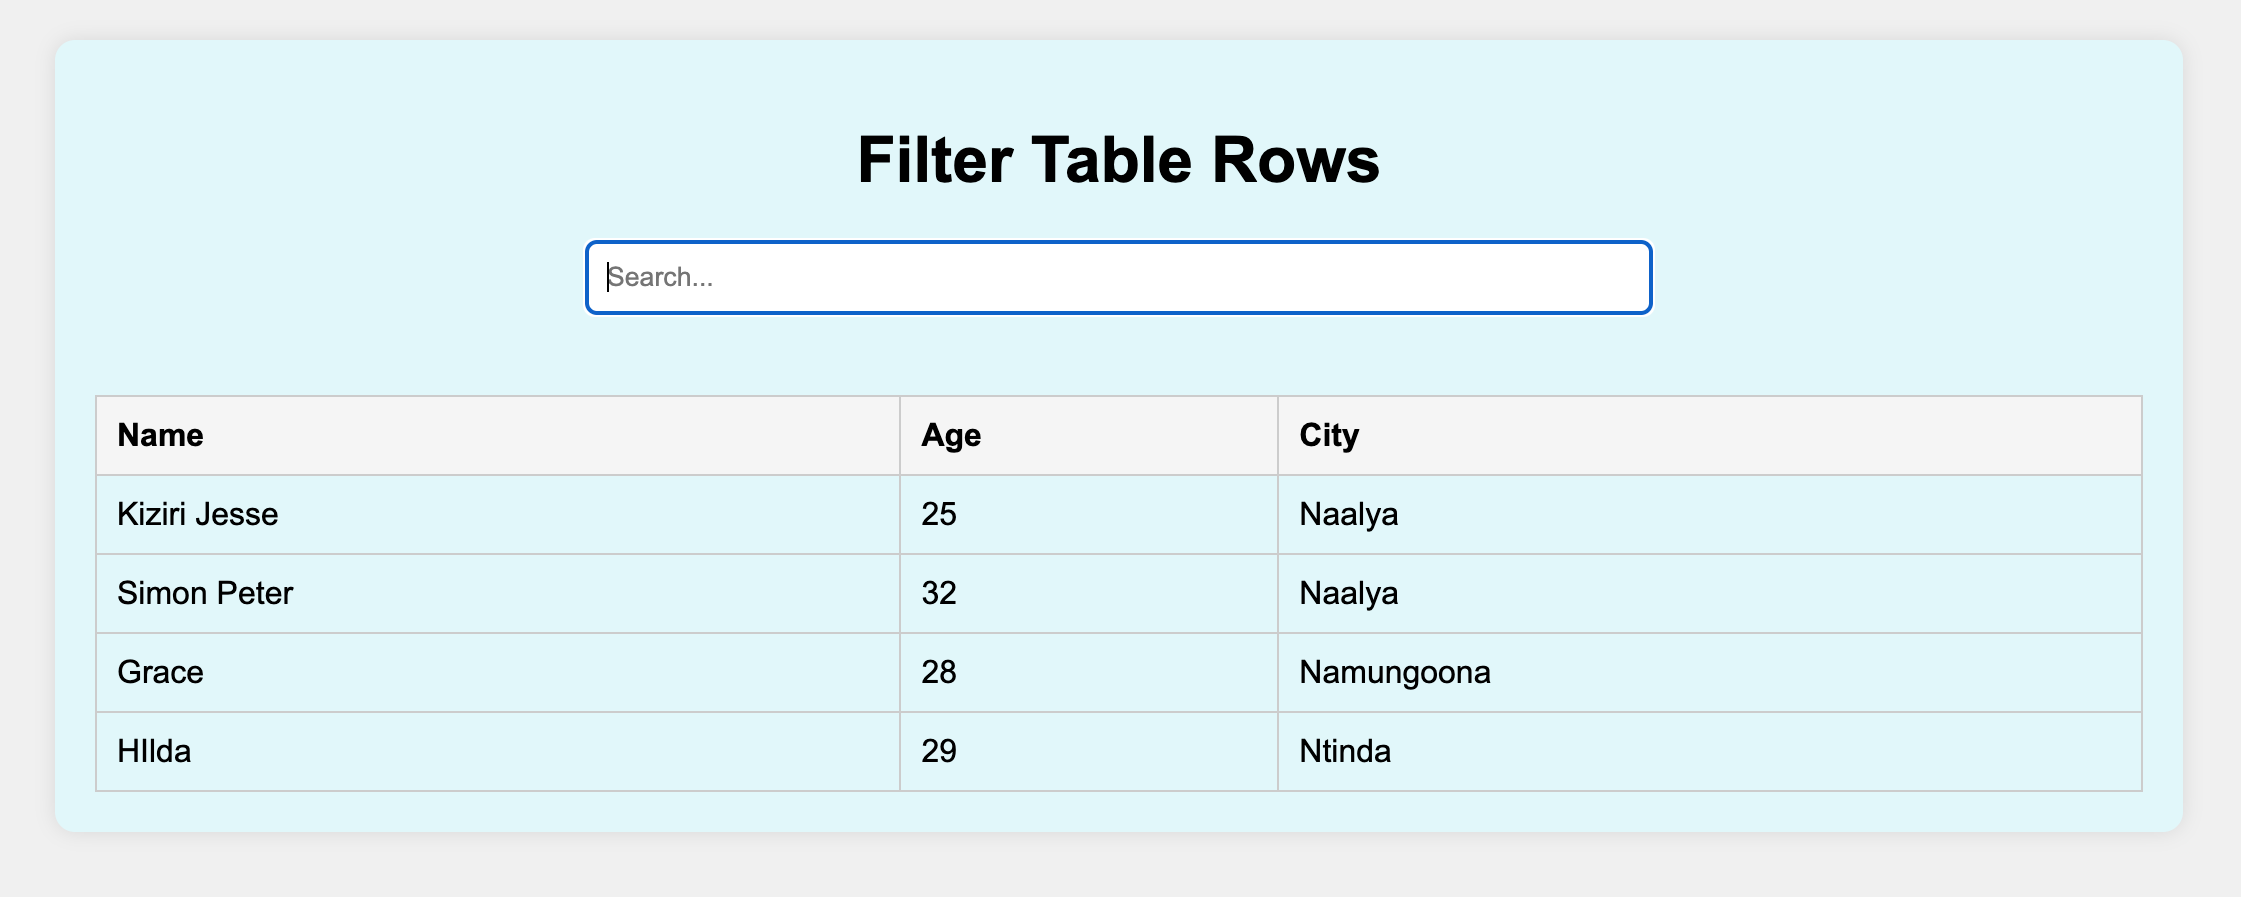 Filter Table Rows
Search...
Name Age City
Kiziri Jesse 25 Naalya
Simon Peter 32 Naalya
Grace 28 Namungoona
HIlda 29 Ntinda